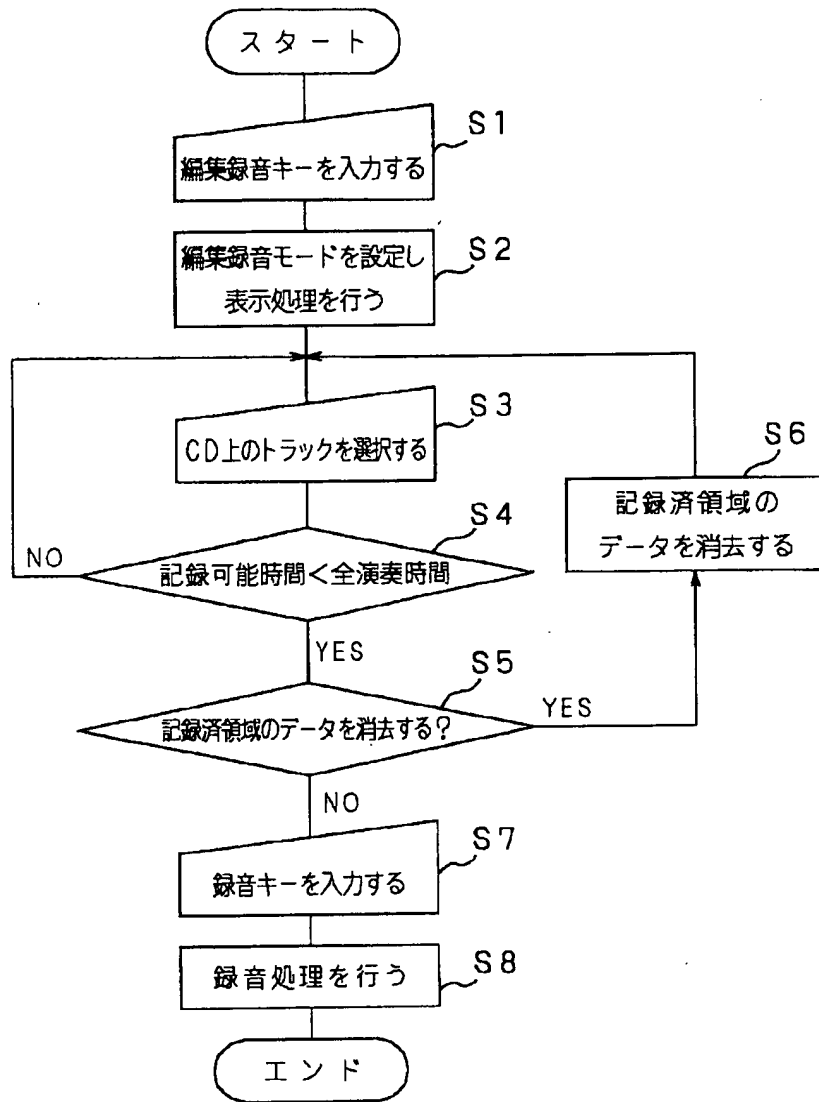 スタート
S1
編集録音キーを入力する
S2
編集録音モードを設定し
表示処理を行う
S3
CD上のトラックを選択する
S6
記録済領域の
データを消去する
S4
NO
記録可能時間<全演奏時間
YES
S5
YES
記録済領域のデータを消去する?
NO
S7
録音キーを入力する
S8
録音処理を行う
エンド